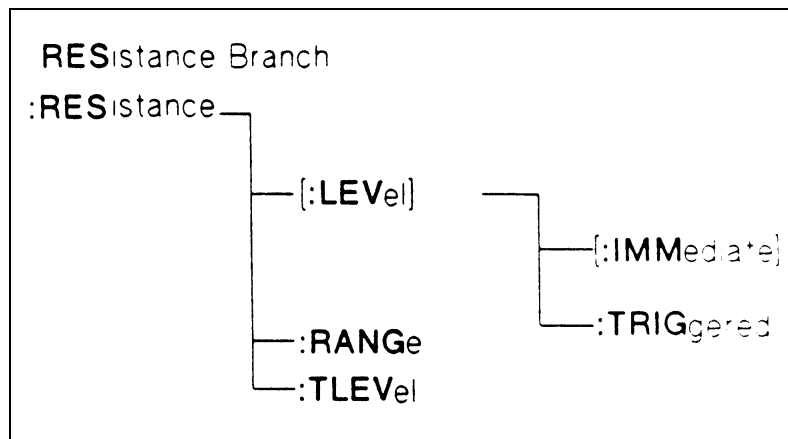 RESistance Branch
:RESistance
[:LEVel]
[:IMMediate]
:TRIGgered
:RANGe
:TLEVel